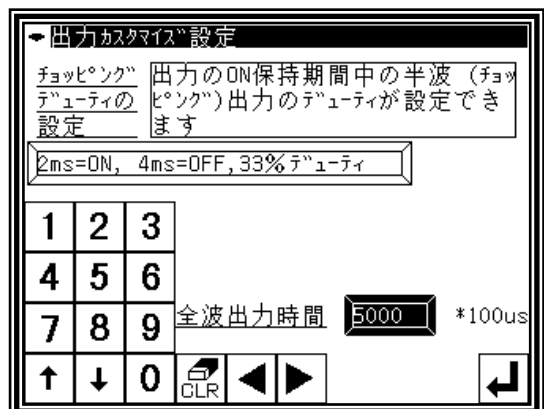 出力ｶｽﾀﾏｲｽﾞ設定
ﾁｮｯﾋﾟﾝｸﾞ
ﾃﾞｭｰﾃｨの
設定
出力のON保持期間中の半波（ﾁｮｯ
ﾋﾟﾝｸﾞ)出力のﾃﾞｭｰﾃｨが設定でき
ます
2ms=ON, 4ms=OFF,33%ﾃﾞｭｰﾃｨ
1 2 3
4 5 6
全波出力時間 5000 *100us
7 8 9
↑ ↓ 0 CLR ◀ ▶ ↵